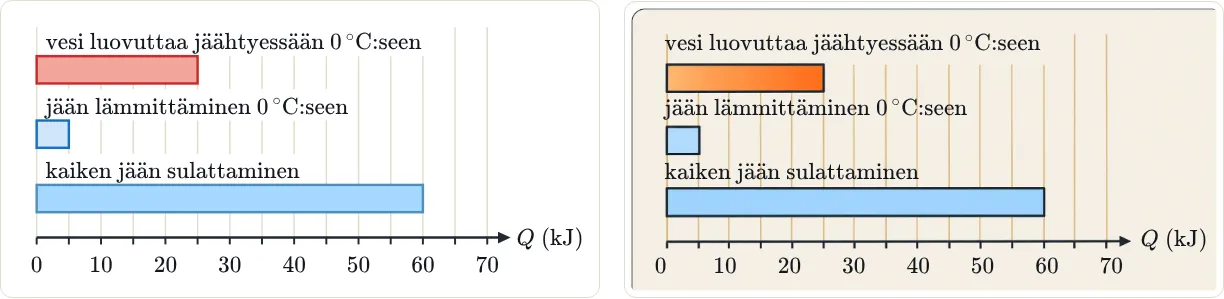 vesi luovuttaa jäähtyessään 0 °C:seen
jään lämmittäminen 0 °C:seen
kaiken jään sulattaminen
Q (kJ)
0 10 20 30 40 50 60 70
vesi luovuttaa jäähtyessään 0 °C:seen
jään lämmittäminen 0 °C:seen
kaiken jään sulattaminen
Q (kJ)
0 10 20 30 40 50 60 70